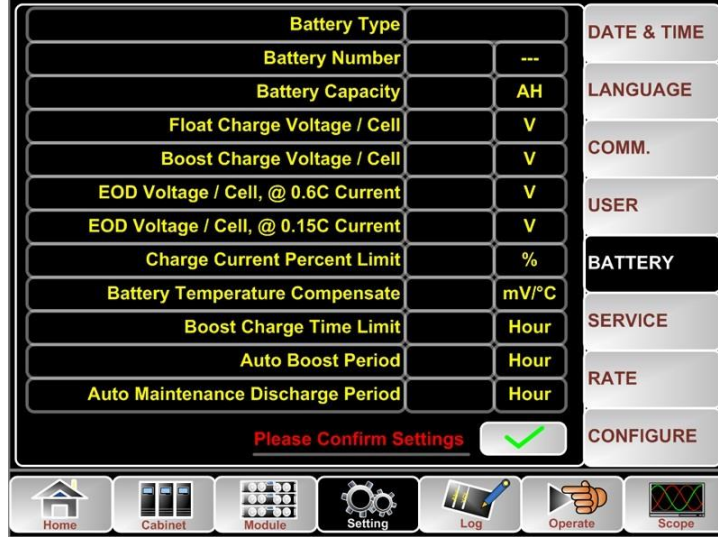 Battery Type
DATE & TIME
Battery Number ---
Battery Capacity AH
LANGUAGE
Float Charge Voltage / Cell V
Boost Charge Voltage / Cell V
COMM.
EOD Voltage / Cell, @ 0.6C Current V
USER
EOD Voltage / Cell, @ 0.15C Current V
Charge Current Percent Limit %
BATTERY
Battery Temperature Compensate mV/°C
Boost Charge Time Limit Hour
SERVICE
Auto Boost Period Hour
RATE
Auto Maintenance Discharge Period Hour
Please Confirm Settings
CONFIGURE
Home Cabinet Module Setting Log Operate Scope